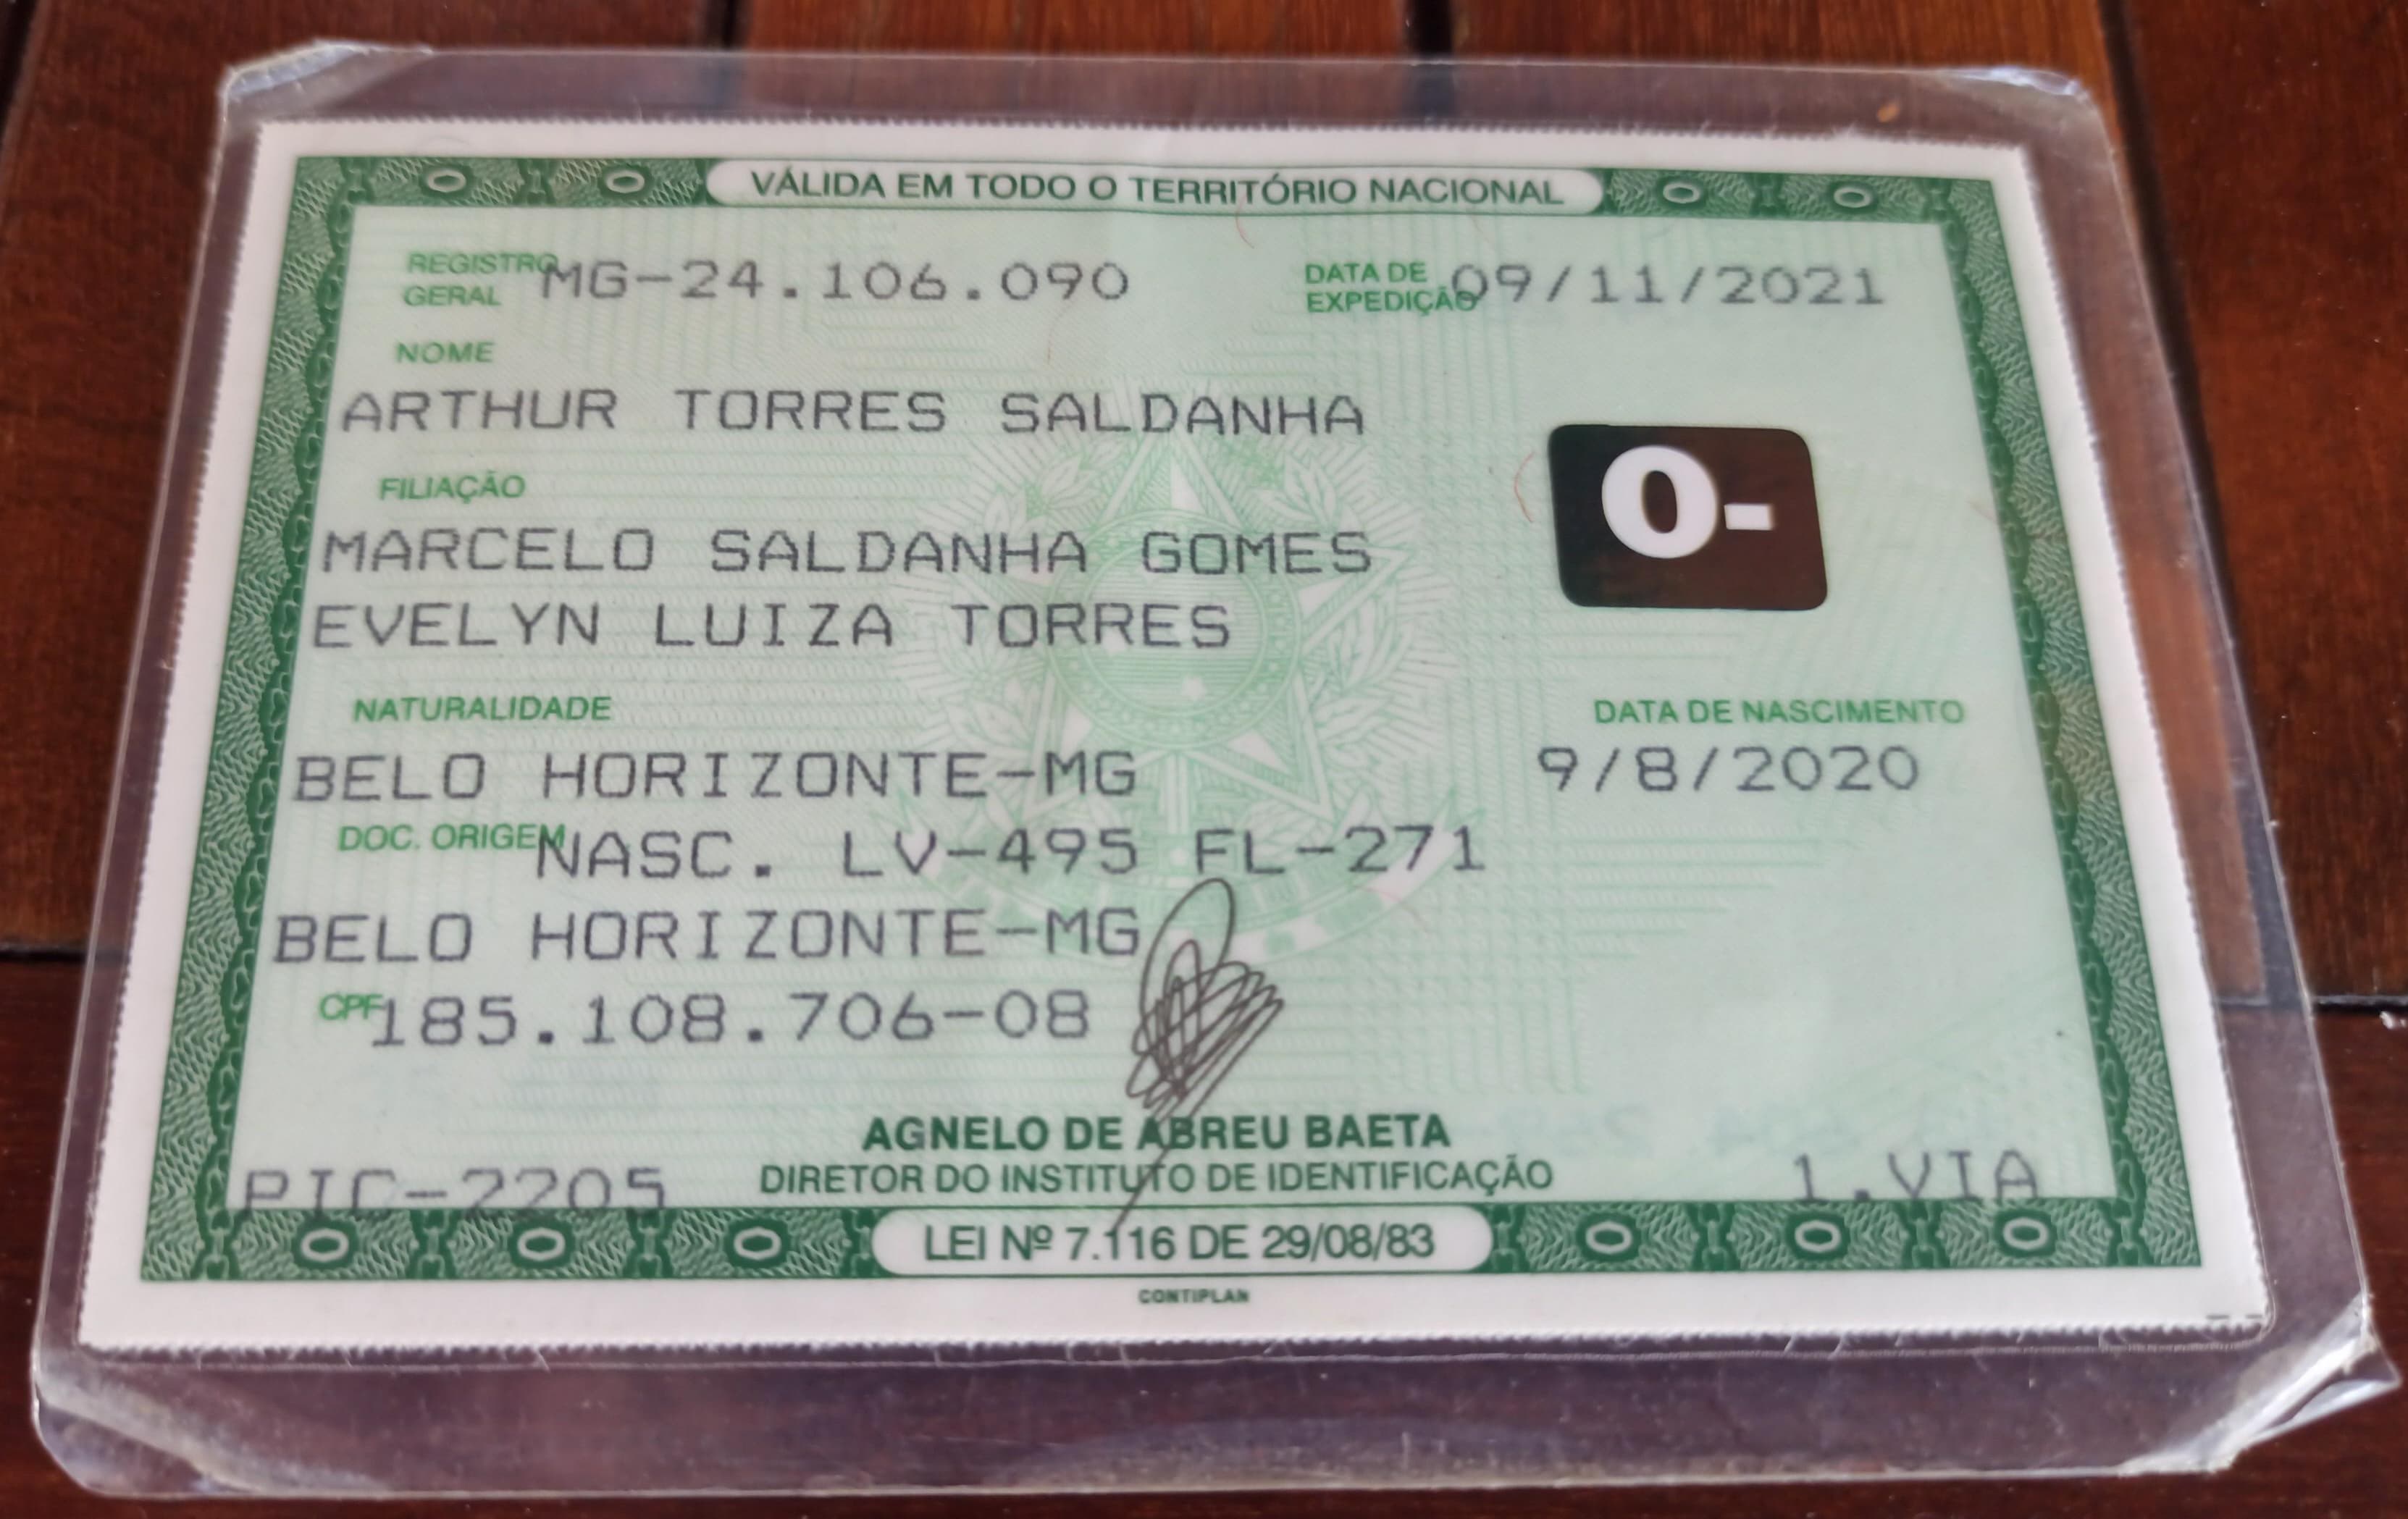 VÁLIDA EM TODO O TERRITÓRIO NACIONAL
REGISTRO GERAL MG-24.106.090 DATA DE EXPEDIÇÃO 09/11/2021
NOME
ARTHUR TORRES SALDANHA
FILIAÇÃO
MARCELO SALDANHA GOMES
EVELYN LUIZA TORRES
O-
NATURALIDADE DATA DE NASCIMENTO
BELO HORIZONTE-MG 9/8/2020
DOC. ORIGEM NASC. LV-495 FL-271
BELO HORIZONTE-MG
CPF 185.108.706-08
AGNELO DE ABREU BAETA
DIRETOR DO INSTITUTO DE IDENTIFICAÇÃO
PIC-2205 1.VIA
LEI Nº 7.116 DE 29/08/83
CONTIPLAN